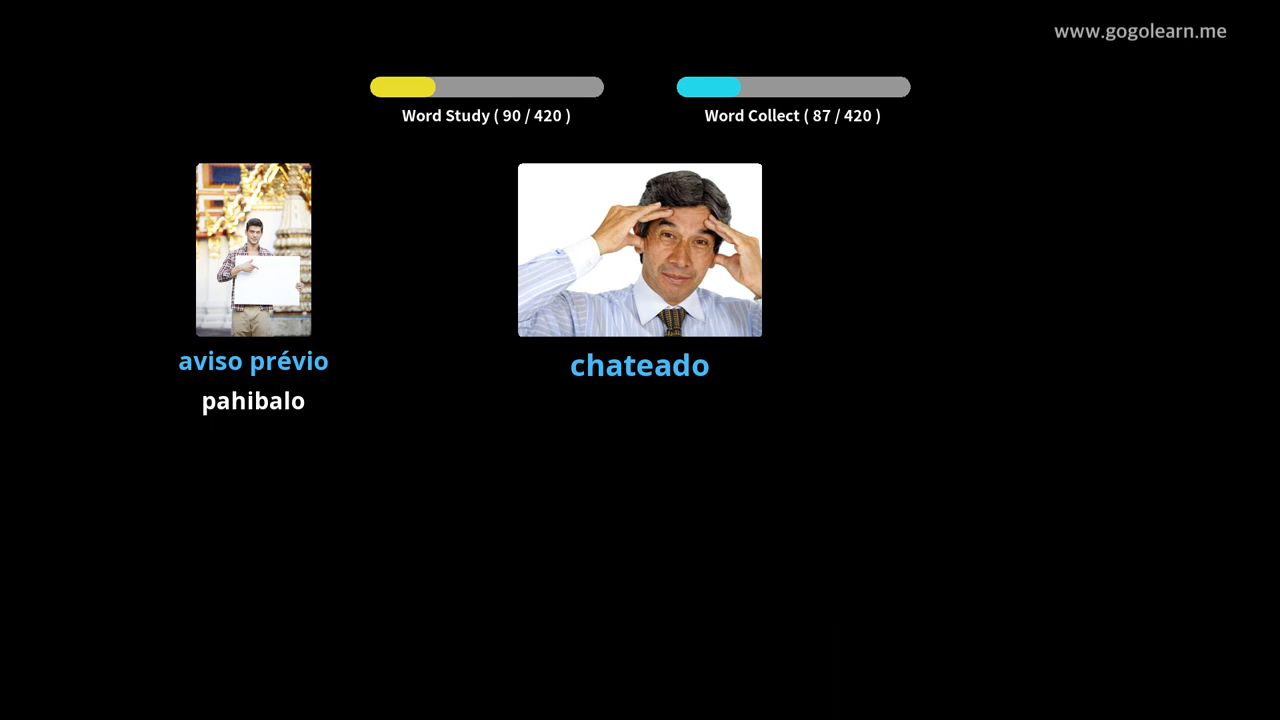 www.gogolearn.me
Word Study ( 90 / 420 )
Word Collect ( 87 / 420 )
aviso prévio
pahibalo
chateado